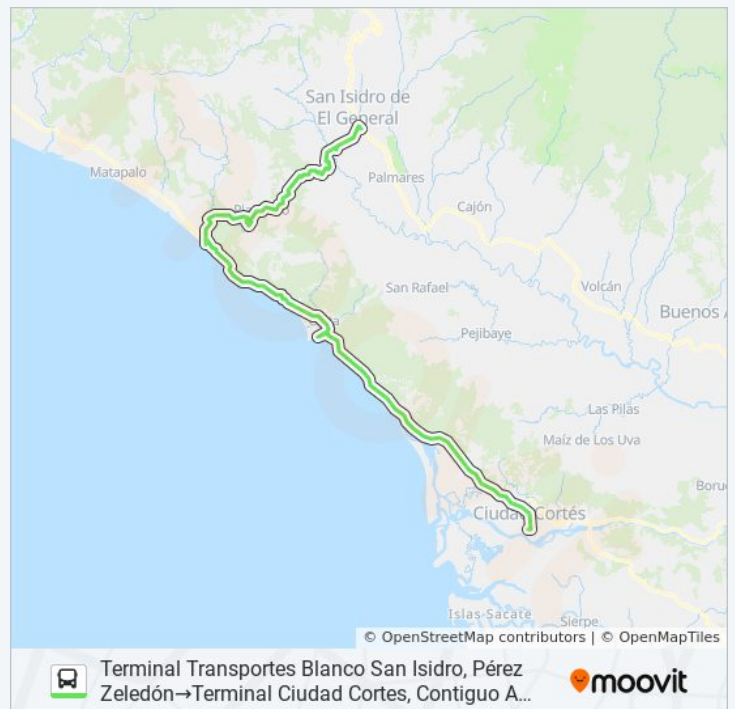 San Isidro de
El General
Matapalo
Palmares
Cajón
San Rafael
Volcán
Buenos A
Pejibaye
Las Pilas
Maíz de Los Uva
Boruc
Ciudad Cortés
Islas Sacate
Sierpe
© OpenStreetMap contributors | © OpenMapTiles
Terminal Transportes Blanco San Isidro, Pérez
Zeledón→Terminal Ciudad Cortes, Contiguo A...
moovit